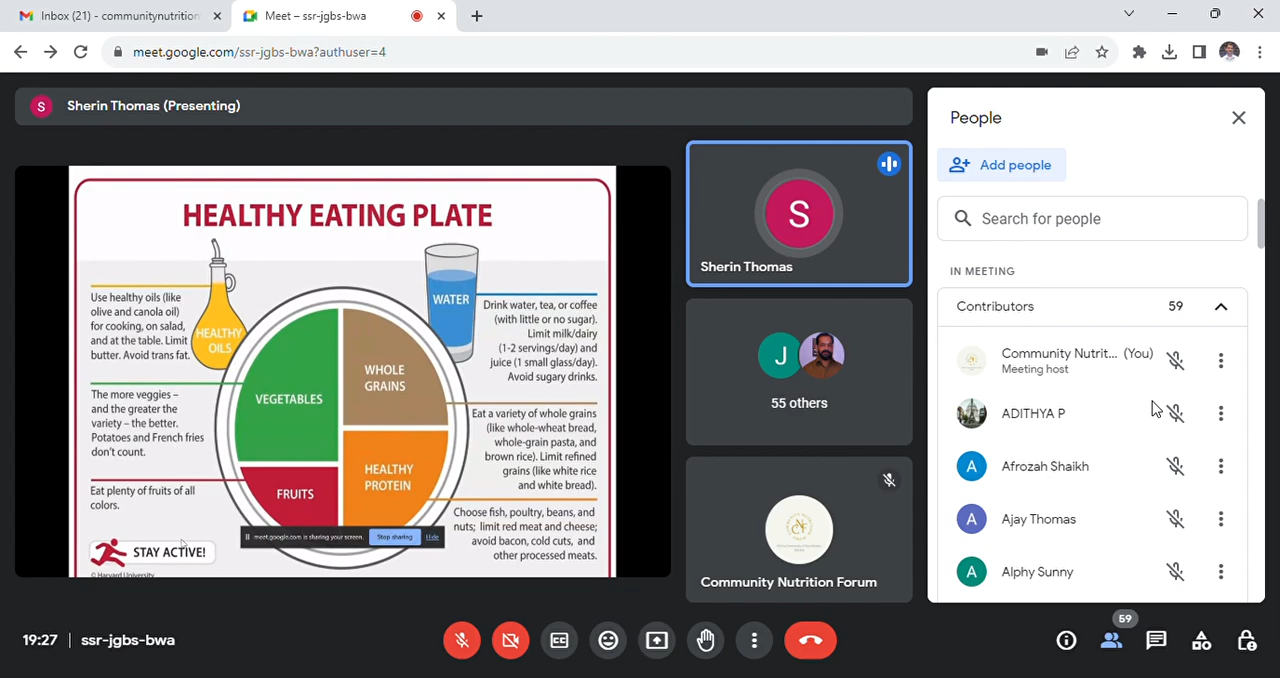 Inbox (21) - communitynutrition
Meet – ssr-jgbs-bwa
meet.google.com/ssr-jgbs-bwa?authuser=4
S
Sherin Thomas (Presenting)
HEALTHY EATING PLATE
Use healthy oils (like
olive and canola oil)
for cooking, on salad,
and at the table. Limit
butter. Avoid trans fat.
HEALTHY
OILS
The more veggies –
and the greater the
variety – the better.
Potatoes and French fries
don't count.
Eat plenty of fruits of all
colors.
STAY ACTIVE!
© Harvard University
VEGETABLES
WHOLE
GRAINS
FRUITS
HEALTHY
PROTEIN
WATER
Drink water, tea, or coffee
(with little or no sugar).
Limit milk/dairy
(1-2 servings/day) and
juice (1 small glass/day).
Avoid sugary drinks.
Eat a variety of whole grains
(like whole-wheat bread,
whole-grain pasta, and
brown rice). Limit refined
grains (like white rice
and white bread).
Choose fish, poultry, beans, and
nuts; limit red meat and cheese;
avoid bacon, cold cuts, and
other processed meats.
meet.google.com is sharing your screen.
Stop sharing
Hide
S
Sherin Thomas
J
55 others
Community Nutrition Forum
People
Add people
Search for people
IN MEETING
Contributors 59
Community Nutrit... (You)
Meeting host
ADITHYA P
A Afrozah Shaikh
A Ajay Thomas
A Alphy Sunny
19:27 | ssr-jgbs-bwa
59